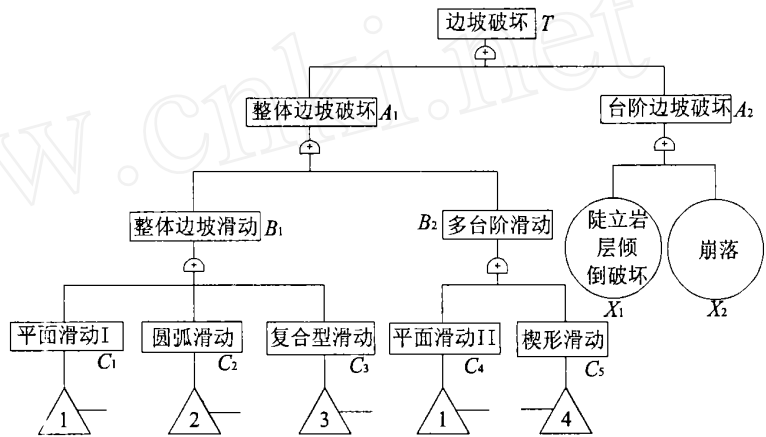 边坡破坏 T
+
整体边坡破坏 A1
台阶边坡破坏 A2
+
+
整体边坡滑动 B1
B2 多台阶滑动
陡立岩
层倾
倒破坏
X1
崩落
X2
+
+
平面滑动I
C1
圆弧滑动
C2
复合型滑动
C3
平面滑动II
C4
楔形滑动
C5
1
2
3
1
4
w.cnki.net